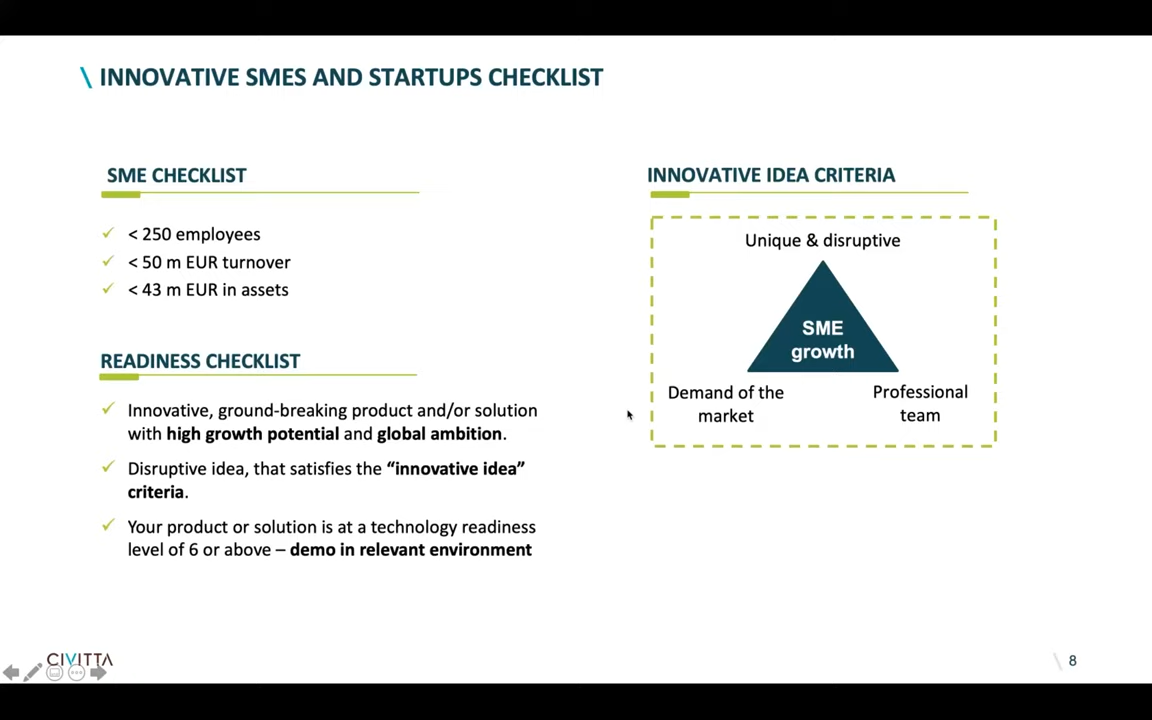 \ INNOVATIVE SMES AND STARTUPS CHECKLIST
SME CHECKLIST
< 250 employees
< 50 m EUR turnover
< 43 m EUR in assets
READINESS CHECKLIST
Innovative, ground-breaking product and/or solution
with high growth potential and global ambition.
Disruptive idea, that satisfies the “innovative idea”
criteria.
Your product or solution is at a technology readiness
level of 6 or above – demo in relevant environment
INNOVATIVE IDEA CRITERIA
Unique & disruptive
SME
growth
Demand of the
market
Professional
team
CIVITTA
\ 8